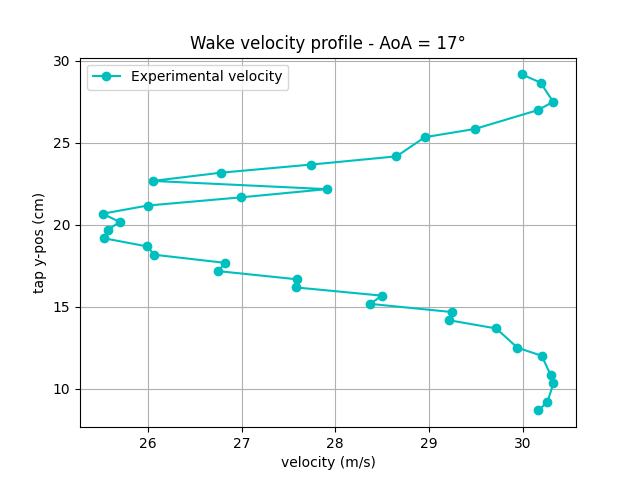 Wake velocity profile - AoA = 17°
Experimental velocity
tap y-pos (cm)
30
25
20
15
10
26 27 28 29 30
velocity (m/s)